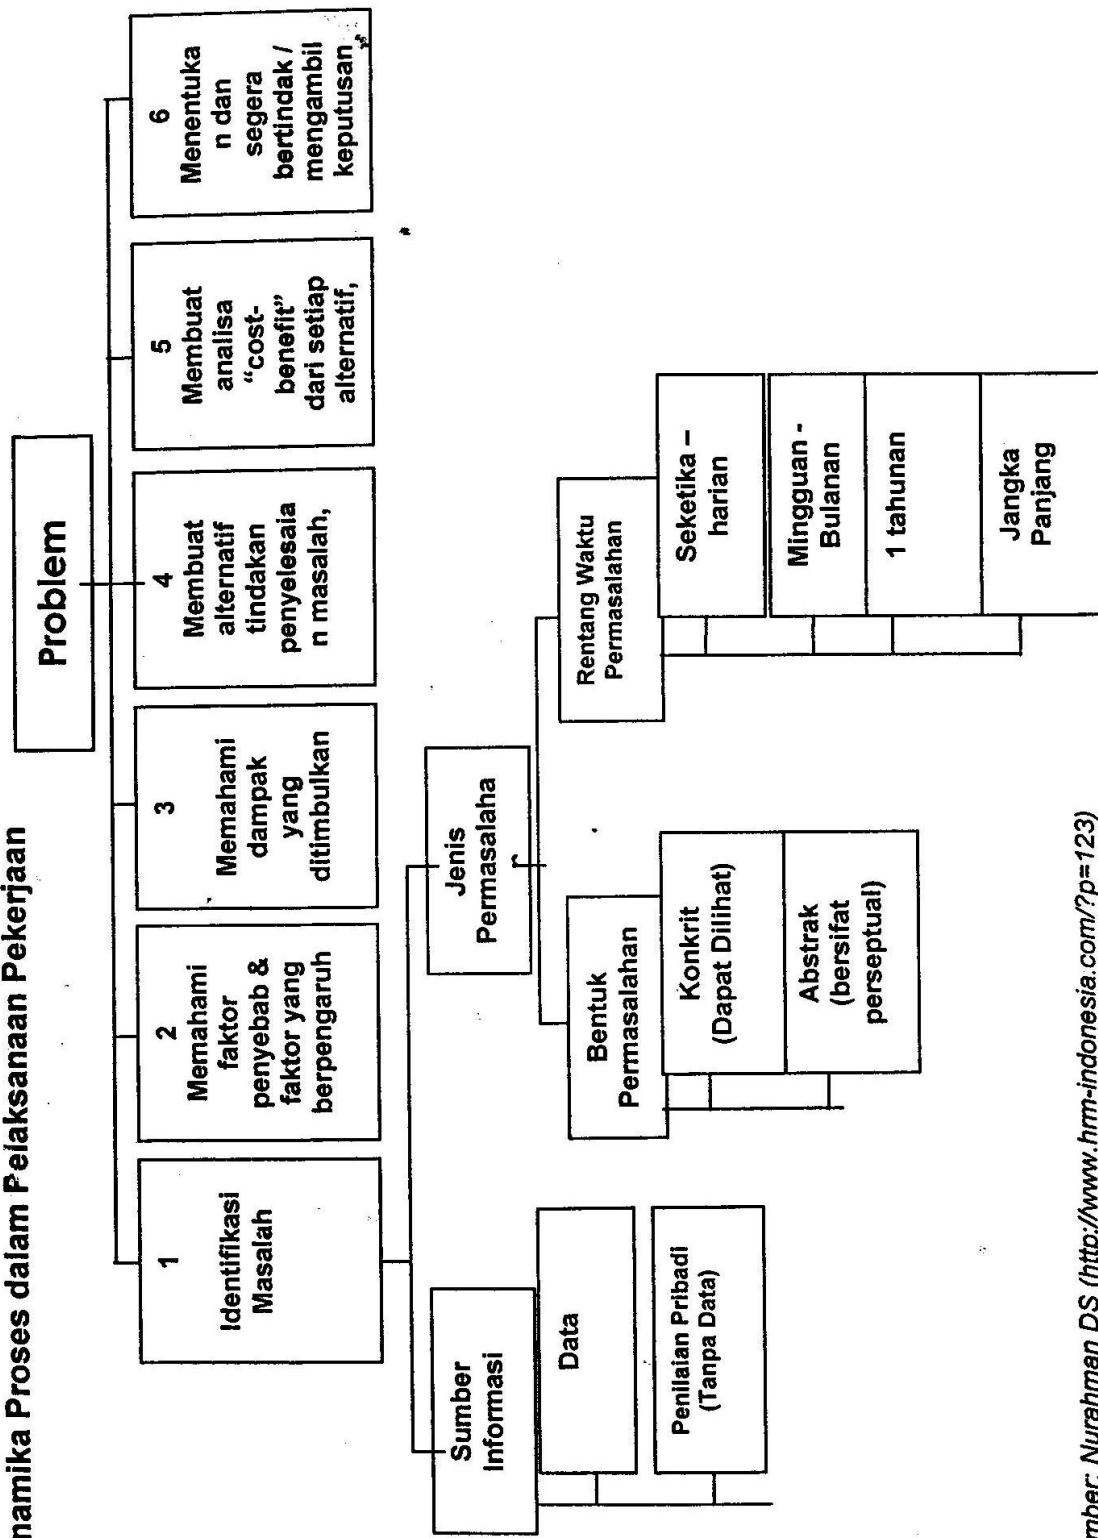 namika Proses dalam Pelaksanaan Pekerjaan
Problem
1
Identifikasi
Masalah
2
Memahami
faktor
penyebab &
faktor yang
berpengaruh
3
Memahami
dampak
yang
ditimbulkan
4
Membuat
alternatif
tindakan
penyelesaia
n masalah,
5
Membuat
analisa
“cost-
benefit”
dari setiap
alternatif,
6
Menentuka
n dan
segera
bertindak /
mengambil
keputusan
Sumber
Informasi
Data
Penilaian Pribadi
(Tanpa Data)
Jenis
Permasalaha
Bentuk
Permasalahan
Konkrit
(Dapat Dilihat)
Abstrak
(bersifat
perseptual)
Rentang Waktu
Permasalahan
Seketika –
harian
Mingguan -
Bulanan
1 tahunan
Jangka
Panjang
mber: Nurahman DS (http://www.hrm-indonesia.com/?p=123)